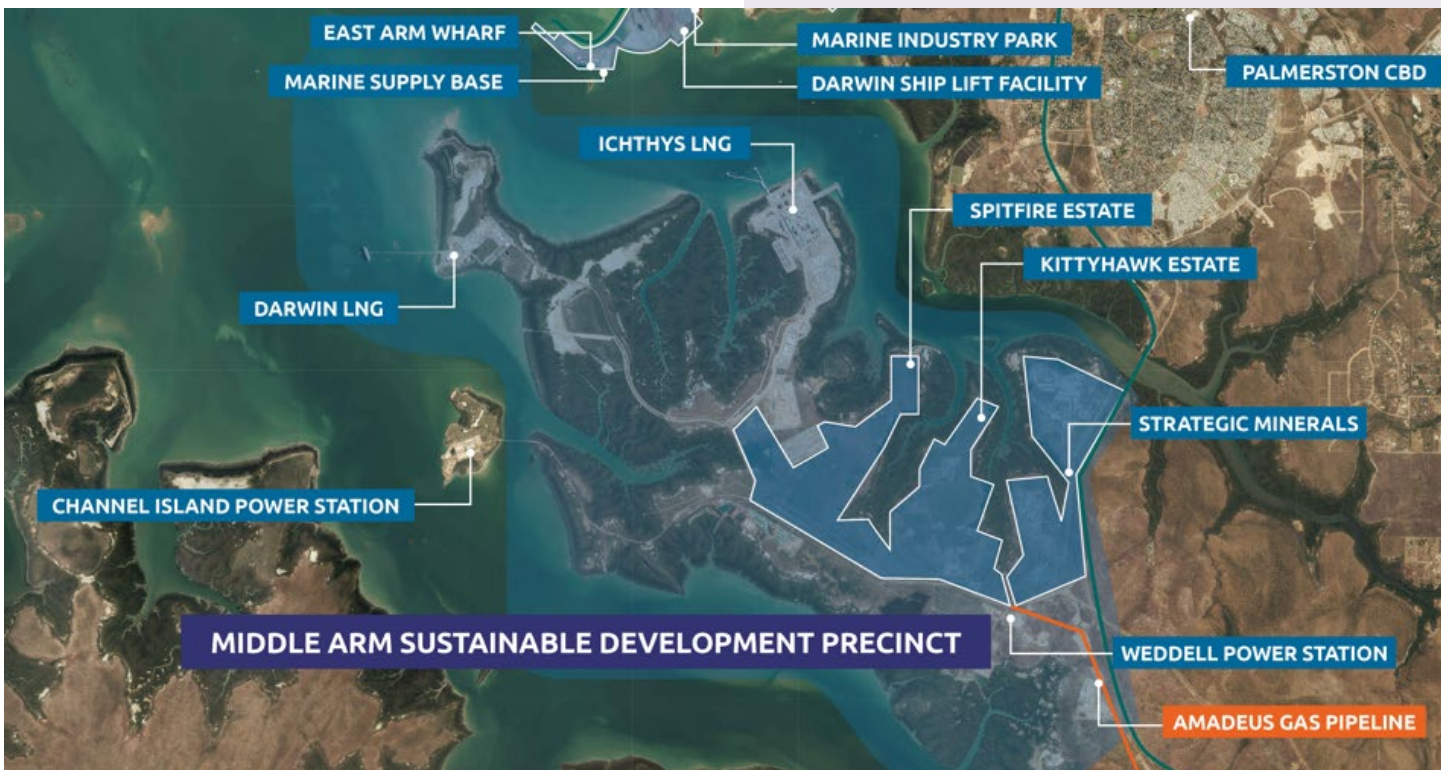 EAST ARM WHARF
MARINE INDUSTRY PARK
PALMERSTON CBD
MARINE SUPPLY BASE
DARWIN SHIP LIFT FACILITY
ICHTHYS LNG
SPITFIRE ESTATE
KITTYHAWK ESTATE
DARWIN LNG
STRATEGIC MINERALS
CHANNEL ISLAND POWER STATION
MIDDLE ARM SUSTAINABLE DEVELOPMENT PRECINCT
WEDDELL POWER STATION
AMADEUS GAS PIPELINE